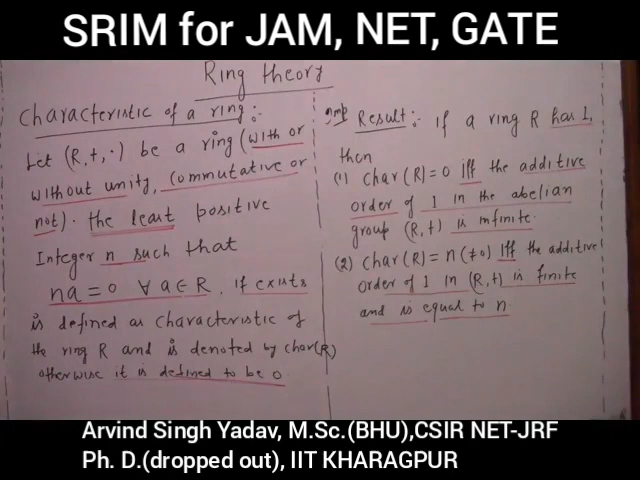 SRIM for JAM, NET, GATE
Ring theory
Characteristic of a ring:-
Let (R,+,·) be a ring (with or
without unity, commutative or
not). the least positive
Integer n such that
na=0 ∀ a∈R, if exists
is defined as characteristic of
the ring R and is denoted by char(R)
otherwise it is defined to be 0
Imp Result:- if a ring R has 1,
then
(1) char(R)=0 iff the additive
order of 1 in the abelian
group (R,+) is infinite.
(2) char(R)=n(≠0) iff the additive
order of 1 in (R,+) is finite
and is equal to n.
Arvind Singh Yadav, M.Sc.(BHU),CSIR NET-JRF
Ph. D.(dropped out), IIT KHARAGPUR